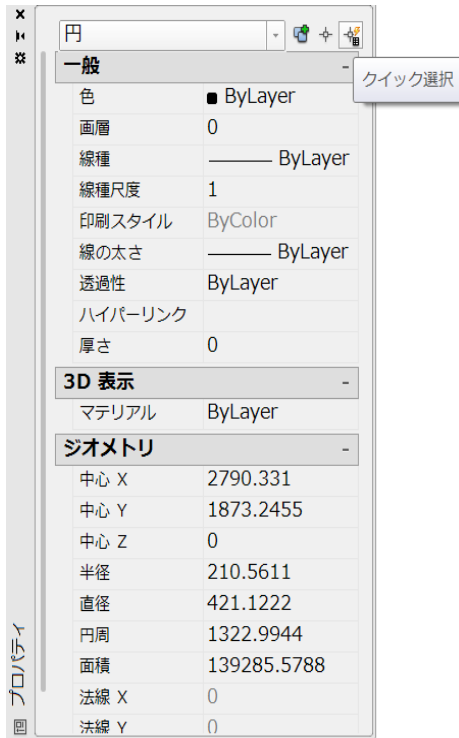 円
クイック選択
一般 -
色 ByLayer
画層 0
線種 ByLayer
線種尺度 1
印刷スタイル ByColor
線の太さ ByLayer
透過性 ByLayer
ハイパーリンク
厚さ 0
3D 表示 -
マテリアル ByLayer
ジオメトリ -
中心 X 2790.331
中心 Y 1873.2455
中心 Z 0
半径 210.5611
直径 421.1222
円周 1322.9944
面積 139285.5788
法線 X 0
法線 Y 0
プロパティ